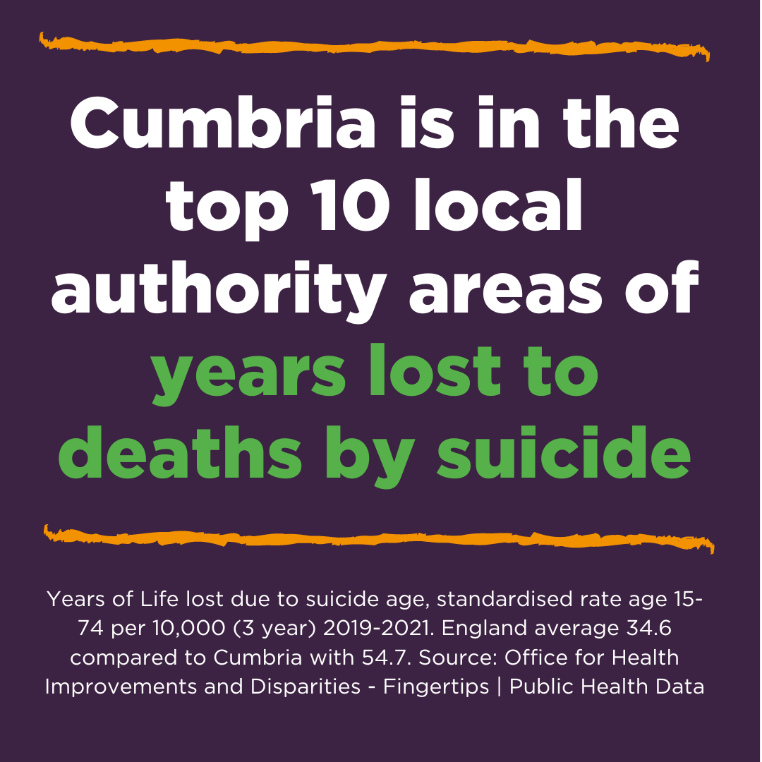 Cumbria is in the
top 10 local
authority areas of
years lost to
deaths by suicide
Years of Life lost due to suicide age, standardised rate age 15-
74 per 10,000 (3 year) 2019-2021. England average 34.6
compared to Cumbria with 54.7. Source: Office for Health
Improvements and Disparities - Fingertips | Public Health Data